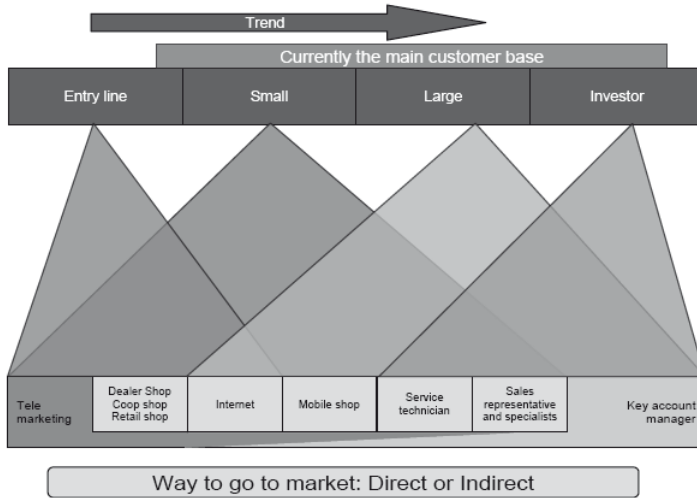 Trend
Currently the main customer base
Entry line
Small
Large
Investor
Tele
marketing
Dealer Shop
Coop shop
Retail shop
Internet
Mobile shop
Service
technician
Sales
representative
and specialists
Key account
manager
Way to go to market: Direct or Indirect